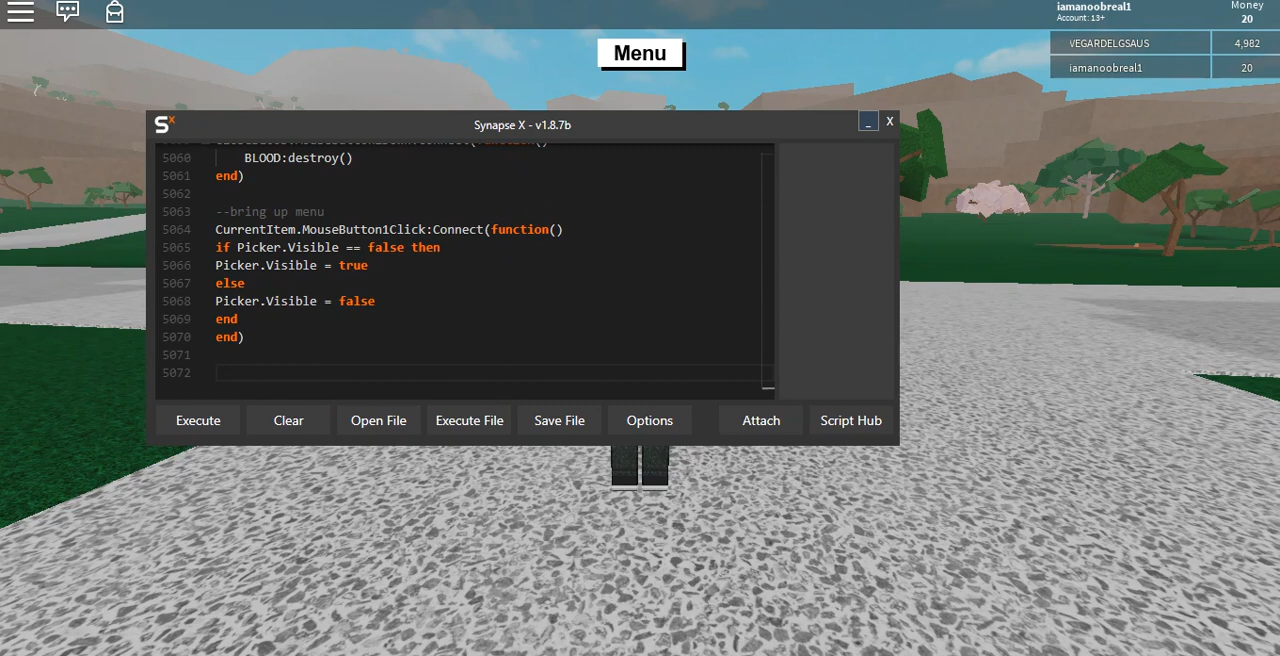 iamanoobreal1
Account: 13+
Money
20
Menu
VEGARDELGSAUS 4,982
iamanoobreal1 20
Sx
Synapse X - v1.8.7b
_ X
5060 BLOOD:destroy()
5061 end)
5062
5063 --bring up menu
5064 CurrentItem.MouseButton1Click:Connect(function()
5065 if Picker.Visible == false then
5066 Picker.Visible = true
5067 else
5068 Picker.Visible = false
5069 end
5070 end)
5071
5072
Execute Clear Open File Execute File Save File Options Attach Script Hub